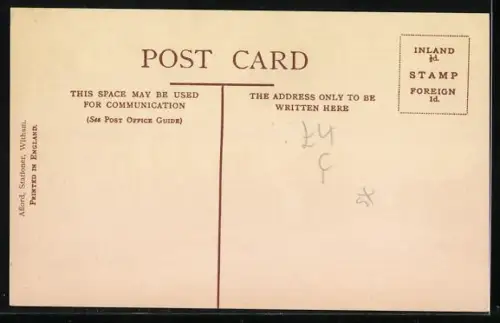 POST CARD
THIS SPACE MAY BE USED
FOR COMMUNICATION
(See POST OFFICE GUIDE)
THE ADDRESS ONLY TO BE
WRITTEN HERE
INLAND
½d.
STAMP
FOREIGN
1d.
Afford, Stationer, Witham.
PRINTED IN ENGLAND.